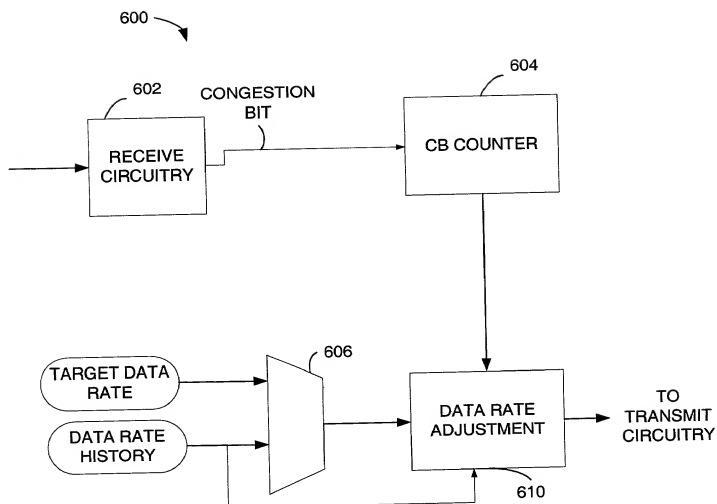 600
602
RECEIVE
CIRCUITRY
CONGESTION
BIT
604
CB COUNTER
606
TARGET DATA
RATE
DATA RATE
HISTORY
DATA RATE
ADJUSTMENT
610
TO
TRANSMIT
CIRCUITRY